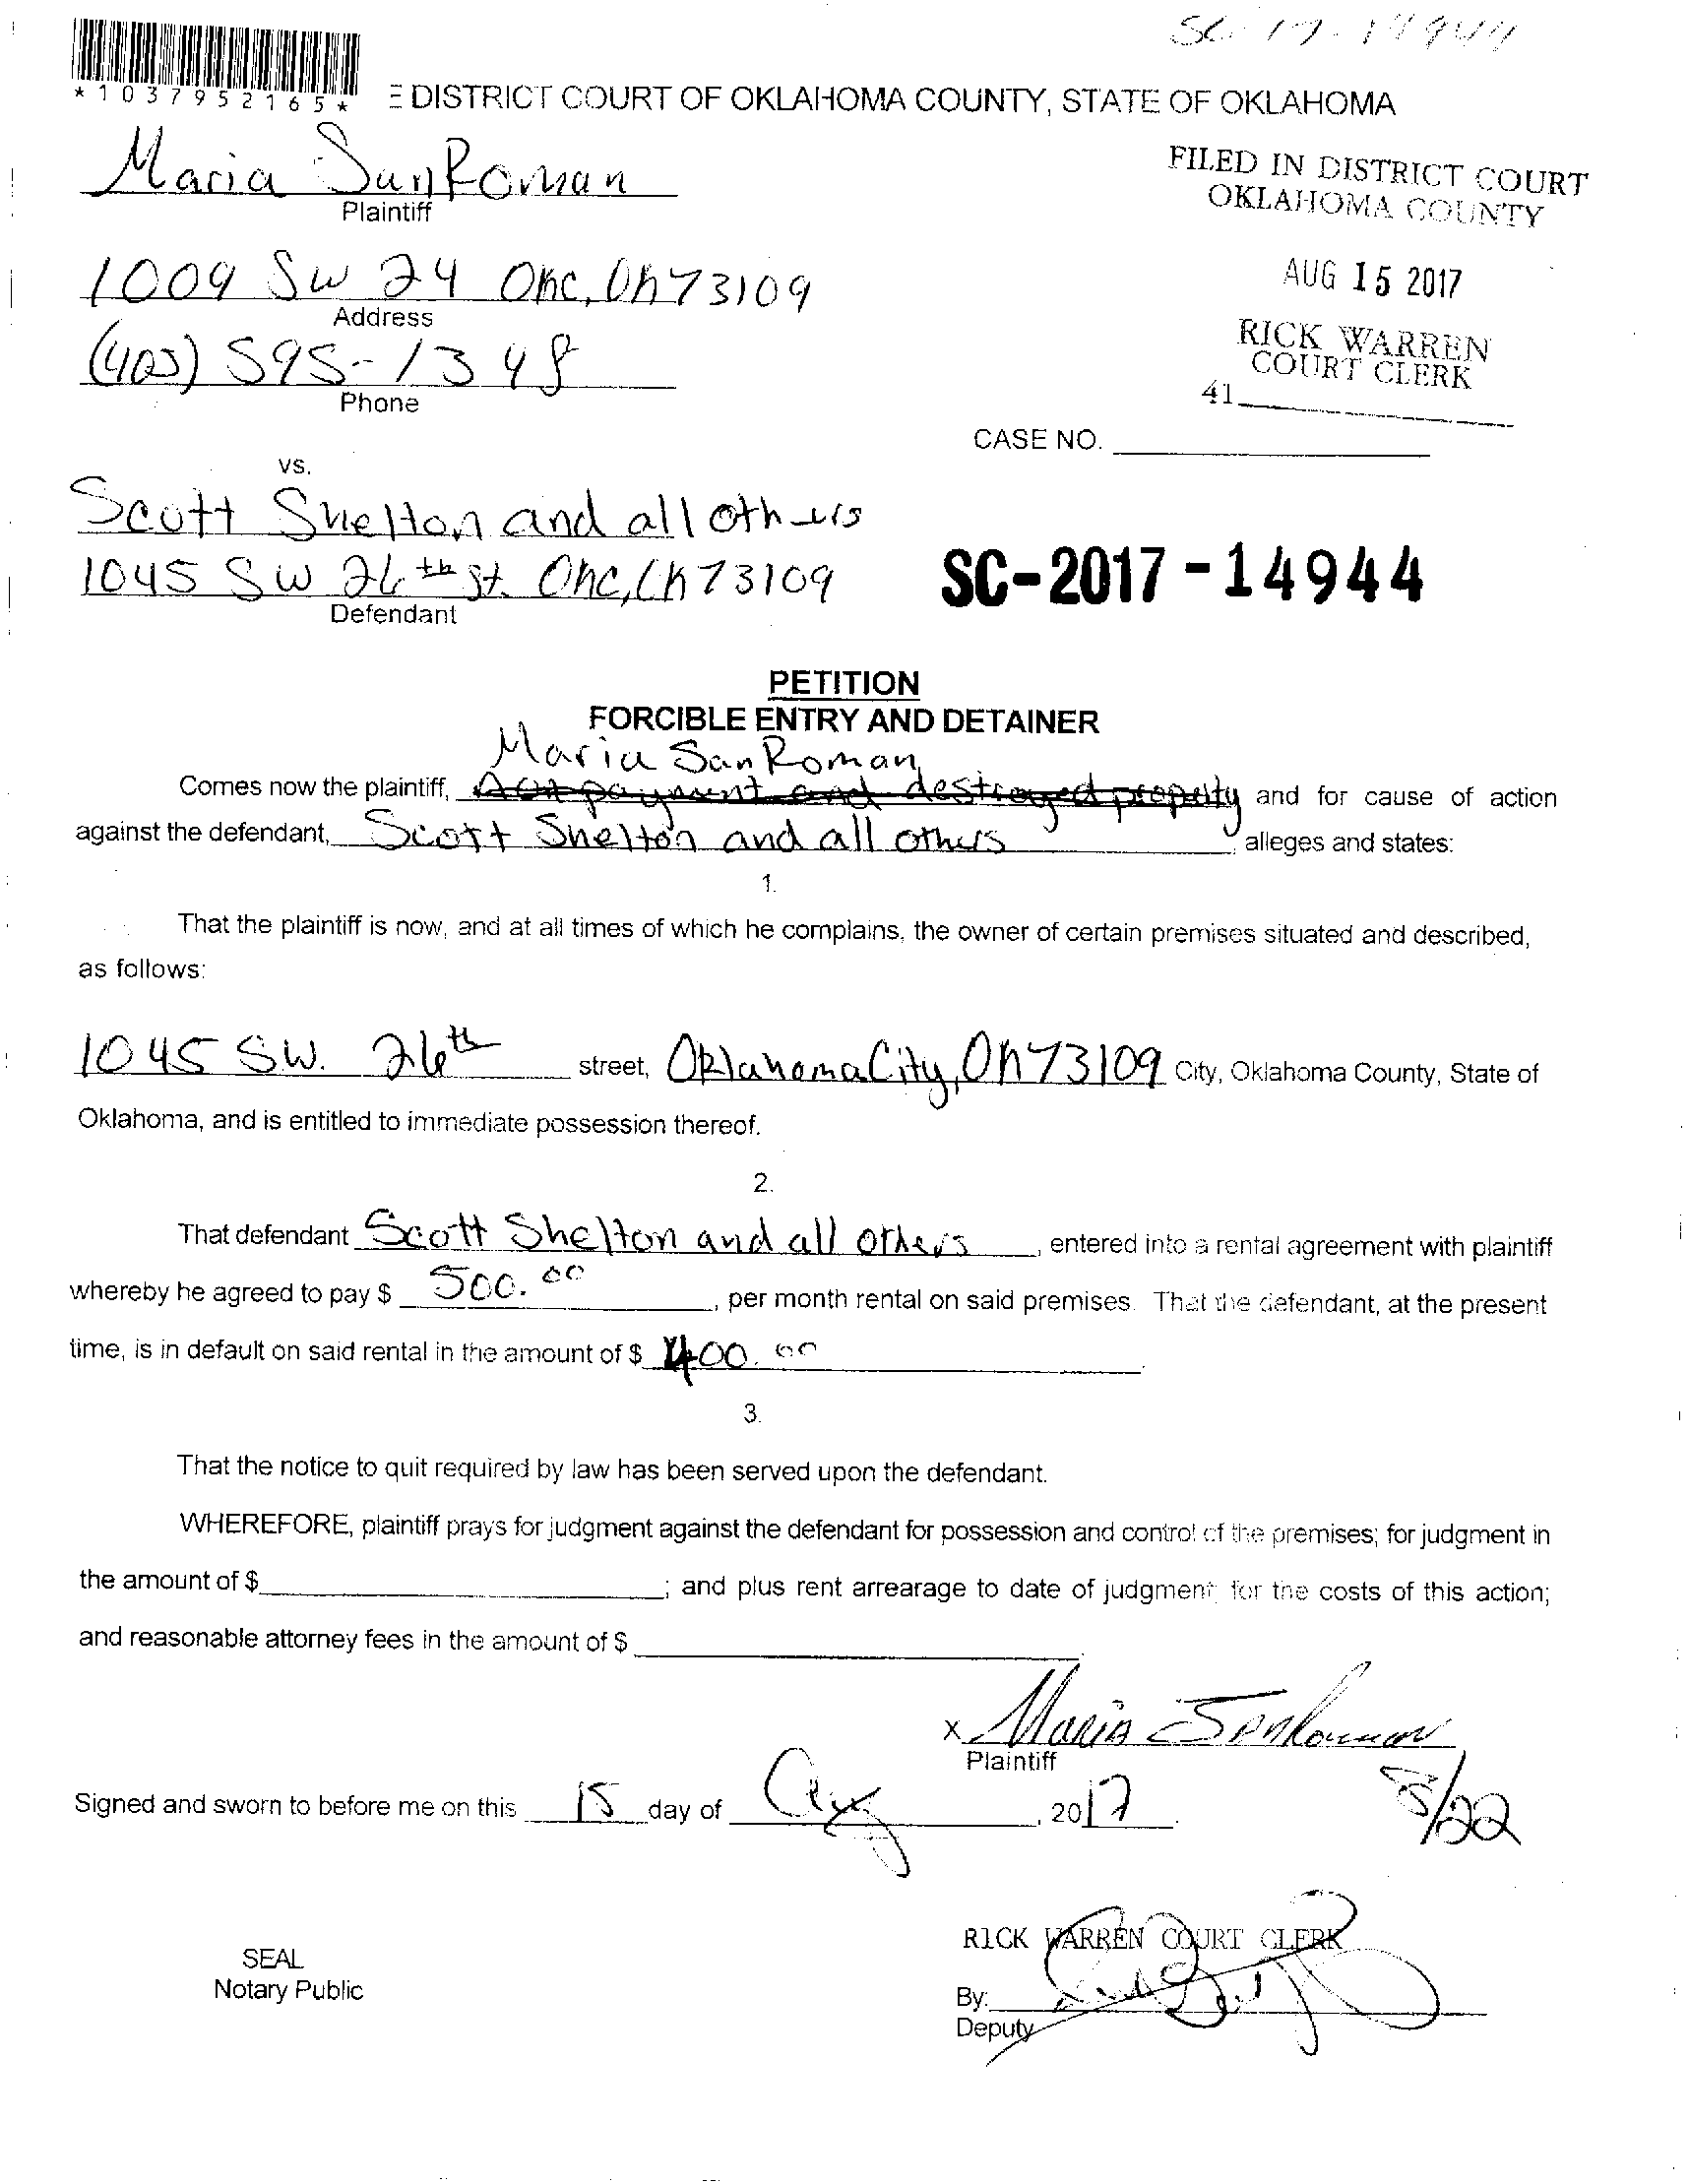 SC-17-14944
*1037952165*
E DISTRICT COURT OF OKLAHOMA COUNTY, STATE OF OKLAHOMA
Maria SanRoman
Plaintiff
FILED IN DISTRICT COURT
OKLAHOMA COUNTY
1009 SW 24 OKC, OK 73109
Address
AUG 15 2017
(405) 595-1348
Phone
RICK WARREN
COURT CLERK
41
CASE NO.
vs.
Scott Shelton and all others
1045 SW 26th st. OKC, OK 73109
Defendant
SC-2017-14944
PETITION
FORCIBLE ENTRY AND DETAINER
Maria SanRoman,
Comes now the plaintiff, payment and destroyed property and for cause of action
against the defendant, Scott Shelton and all others alleges and states:
1.
That the plaintiff is now, and at all times of which he complains, the owner of certain premises situated and described,
as follows:
1045 SW. 26th street, Oklahoma City, OK 73109 City, Oklahoma County, State of
Oklahoma, and is entitled to immediate possession thereof.
2.
That defendant Scott Shelton and all others, entered into a rental agreement with plaintiff
whereby he agreed to pay $ 500.00, per month rental on said premises. That the defendant, at the present
time, is in default on said rental in the amount of $ 400.00.
3.
That the notice to quit required by law has been served upon the defendant.
WHEREFORE, plaintiff prays for judgment against the defendant for possession and control of the premises; for judgment in
the amount of $; and plus rent arrearage to date of judgment; for the costs of this action;
and reasonable attorney fees in the amount of $.
x Maria SanRoman
Plaintiff
Signed and sworn to before me on this 15 day of Aug, 2017.
8/22
RICK WARREN COURT CLERK
SEAL
Notary Public
By:
Deputy